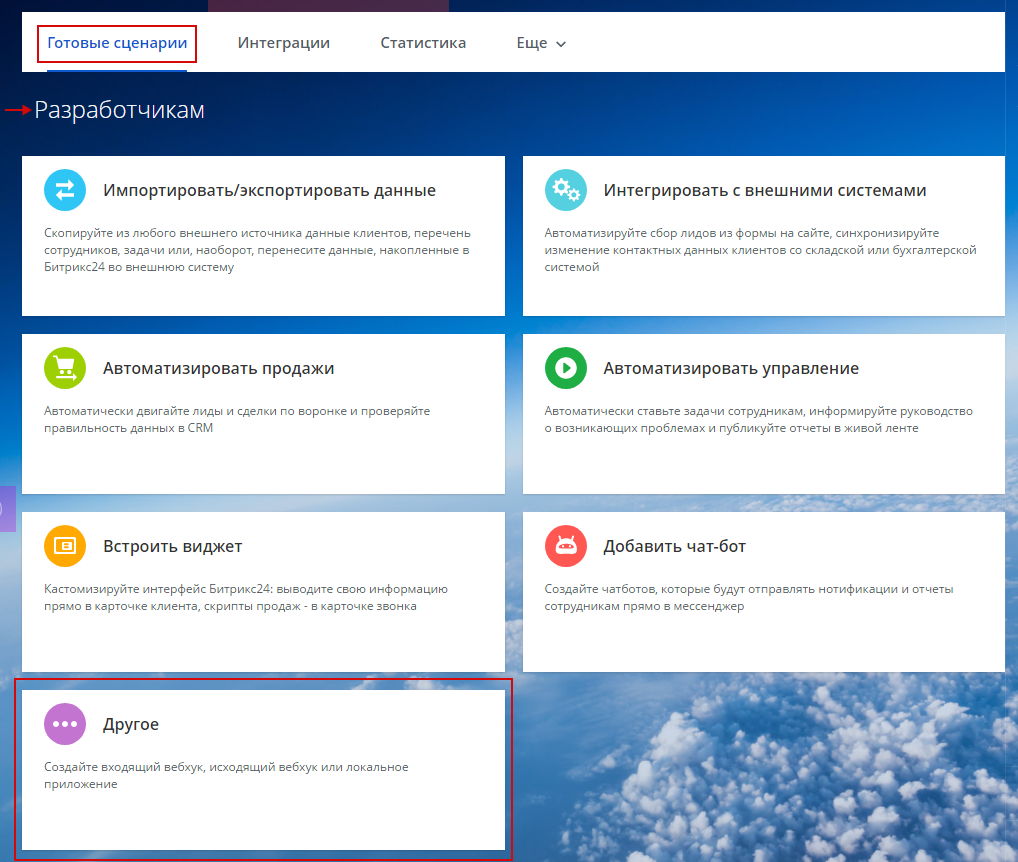 Готовые сценарии Интеграции Статистика Еще
Разработчикам
Импортировать/экспортировать данные
Скопируйте из любого внешнего источника данные клиентов, перечень
сотрудников, задачи или, наоборот, перенесите данные, накопленные в
Битрикс24 во внешнюю систему
Интегрировать с внешними системами
Автоматизируйте сбор лидов из формы на сайте, синхронизируйте
изменение контактных данных клиентов со складской или бухгалтерской
системой
Автоматизировать продажи
Автоматически двигайте лиды и сделки по воронке и проверяйте
правильность данных в CRM
Автоматизировать управление
Автоматически ставьте задачи сотрудникам, информируйте руководство
о возникающих проблемах и публикуйте отчеты в живой ленте
Встроить виджет
Кастомизируйте интерфейс Битрикс24: выводите свою информацию
прямо в карточке клиента, скрипты продаж - в карточке звонка
Добавить чат-бот
Создайте чатботов, которые будут отправлять нотификации и отчеты
сотрудникам прямо в мессенджер
Другое
Создайте входящий вебхук, исходящий вебхук или локальное
приложение